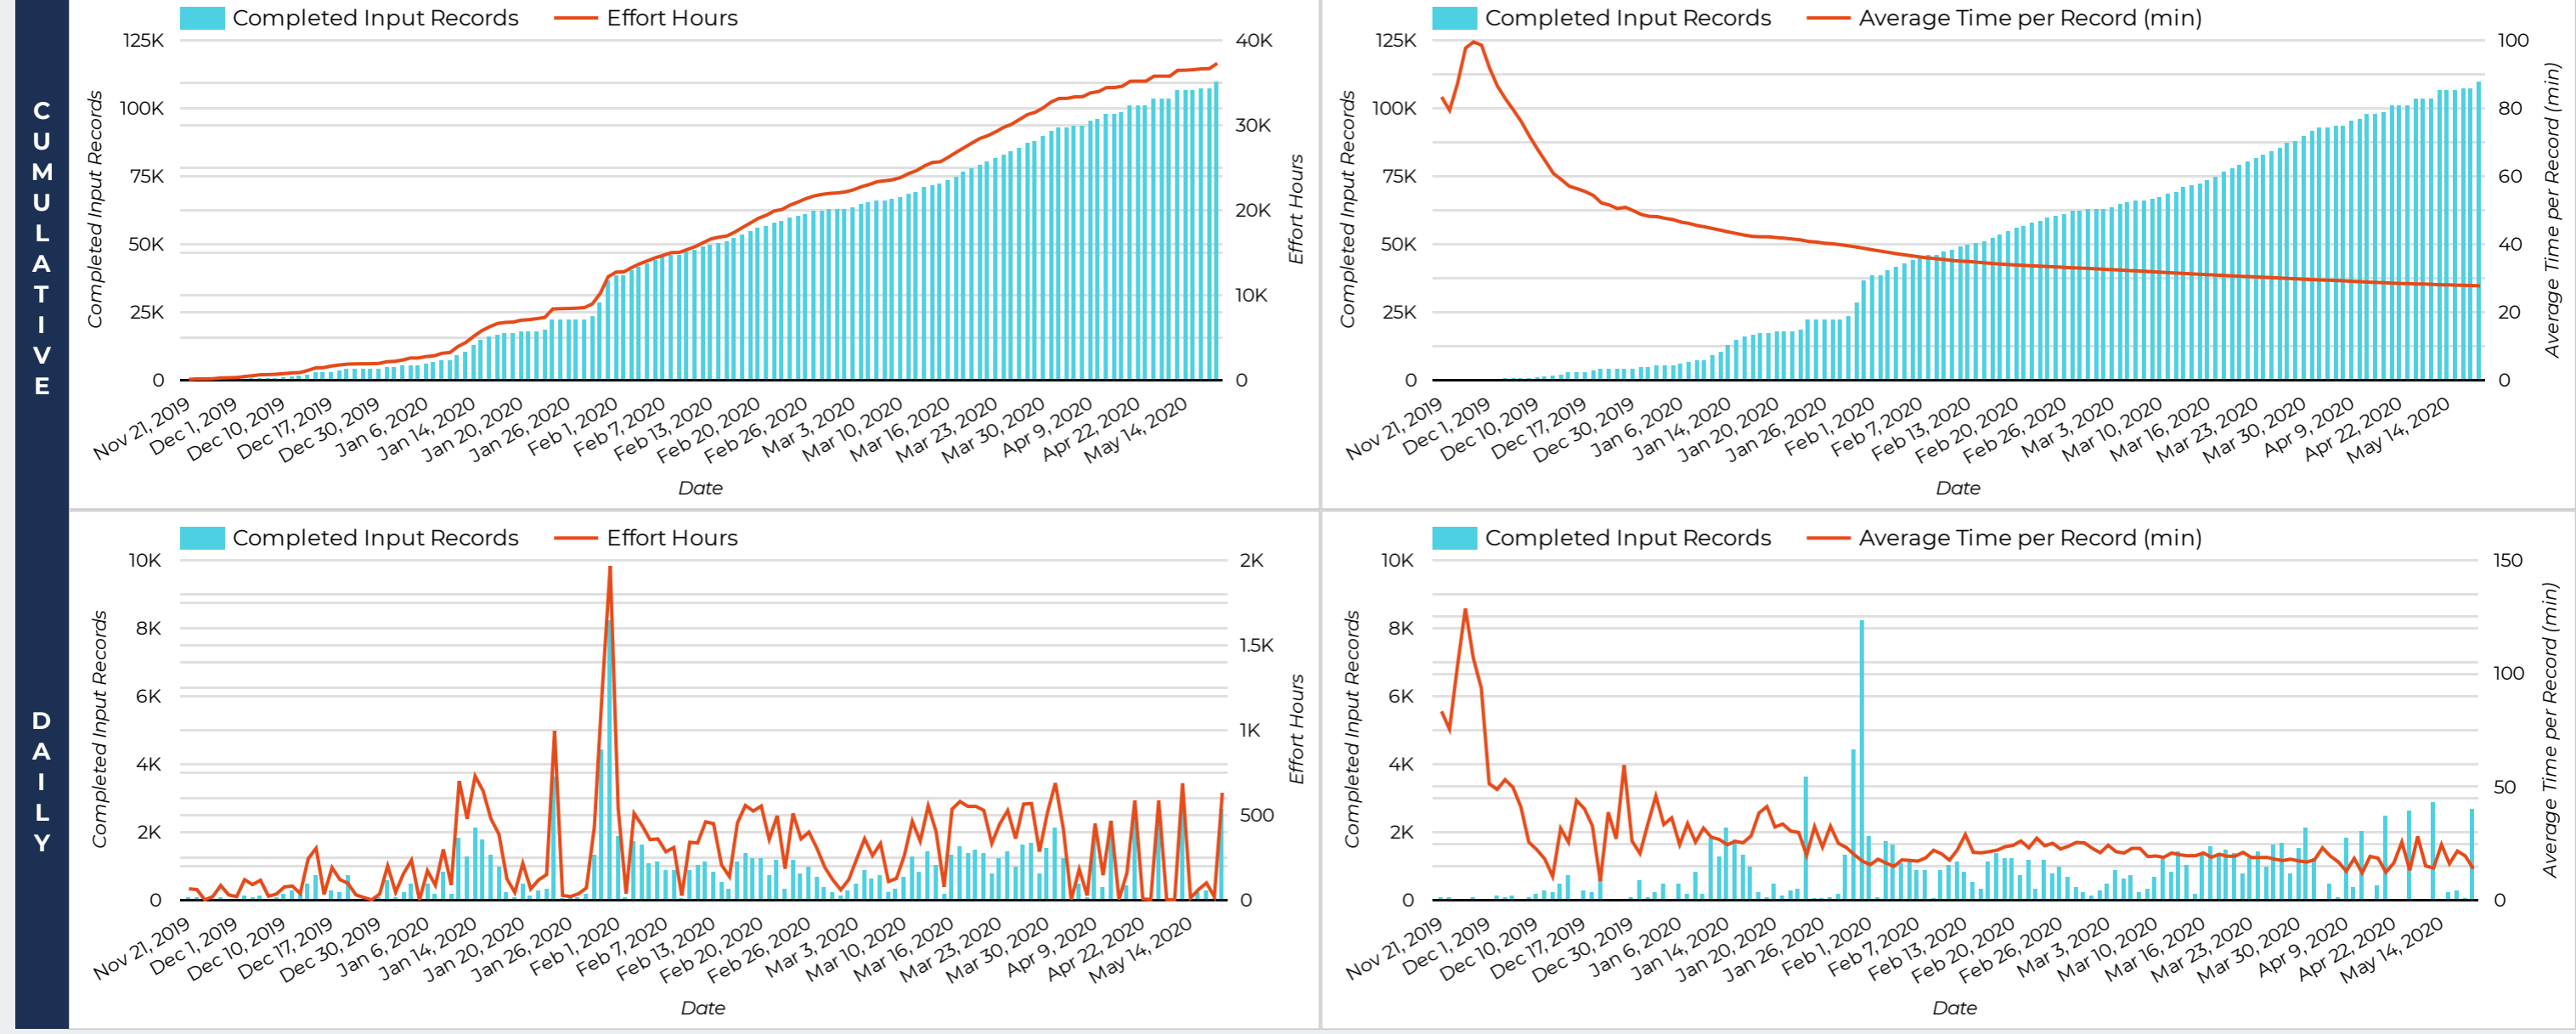 CUMULATIVE
Completed Input Records
Effort Hours
125K
100K
75K
50K
25K
0
40K
30K
20K
10K
0
Completed Input Records
Effort Hours
Nov 21, 2019
Dec 1, 2019
Dec 10, 2019
Dec 17, 2019
Dec 30, 2019
Jan 6, 2020
Jan 14, 2020
Jan 20, 2020
Jan 26, 2020
Feb 1, 2020
Feb 7, 2020
Feb 13, 2020
Feb 20, 2020
Feb 26, 2020
Mar 3, 2020
Mar 10, 2020
Mar 16, 2020
Mar 23, 2020
Mar 30, 2020
Apr 9, 2020
Apr 22, 2020
May 14, 2020
Date
Completed Input Records
Average Time per Record (min)
125K
100K
75K
50K
25K
0
100
80
60
40
20
0
Completed Input Records
Average Time per Record (min)
Nov 21, 2019
Dec 1, 2019
Dec 10, 2019
Dec 17, 2019
Dec 30, 2019
Jan 6, 2020
Jan 14, 2020
Jan 20, 2020
Jan 26, 2020
Feb 1, 2020
Feb 7, 2020
Feb 13, 2020
Feb 20, 2020
Feb 26, 2020
Mar 3, 2020
Mar 10, 2020
Mar 16, 2020
Mar 23, 2020
Mar 30, 2020
Apr 9, 2020
Apr 22, 2020
May 14, 2020
Date
DAILY
Completed Input Records
Effort Hours
10K
8K
6K
4K
2K
0
2K
1.5K
1K
500
0
Completed Input Records
Effort Hours
Nov 21, 2019
Dec 1, 2019
Dec 10, 2019
Dec 17, 2019
Dec 30, 2019
Jan 6, 2020
Jan 14, 2020
Jan 20, 2020
Jan 26, 2020
Feb 1, 2020
Feb 7, 2020
Feb 13, 2020
Feb 20, 2020
Feb 26, 2020
Mar 3, 2020
Mar 10, 2020
Mar 16, 2020
Mar 23, 2020
Mar 30, 2020
Apr 9, 2020
Apr 22, 2020
May 14, 2020
Date
Completed Input Records
Average Time per Record (min)
10K
8K
6K
4K
2K
0
150
100
50
0
Completed Input Records
Average Time per Record (min)
Nov 21, 2019
Dec 1, 2019
Dec 10, 2019
Dec 17, 2019
Dec 30, 2019
Jan 6, 2020
Jan 14, 2020
Jan 20, 2020
Jan 26, 2020
Feb 1, 2020
Feb 7, 2020
Feb 13, 2020
Feb 20, 2020
Feb 26, 2020
Mar 3, 2020
Mar 10, 2020
Mar 16, 2020
Mar 23, 2020
Mar 30, 2020
Apr 9, 2020
Apr 22, 2020
May 14, 2020
Date